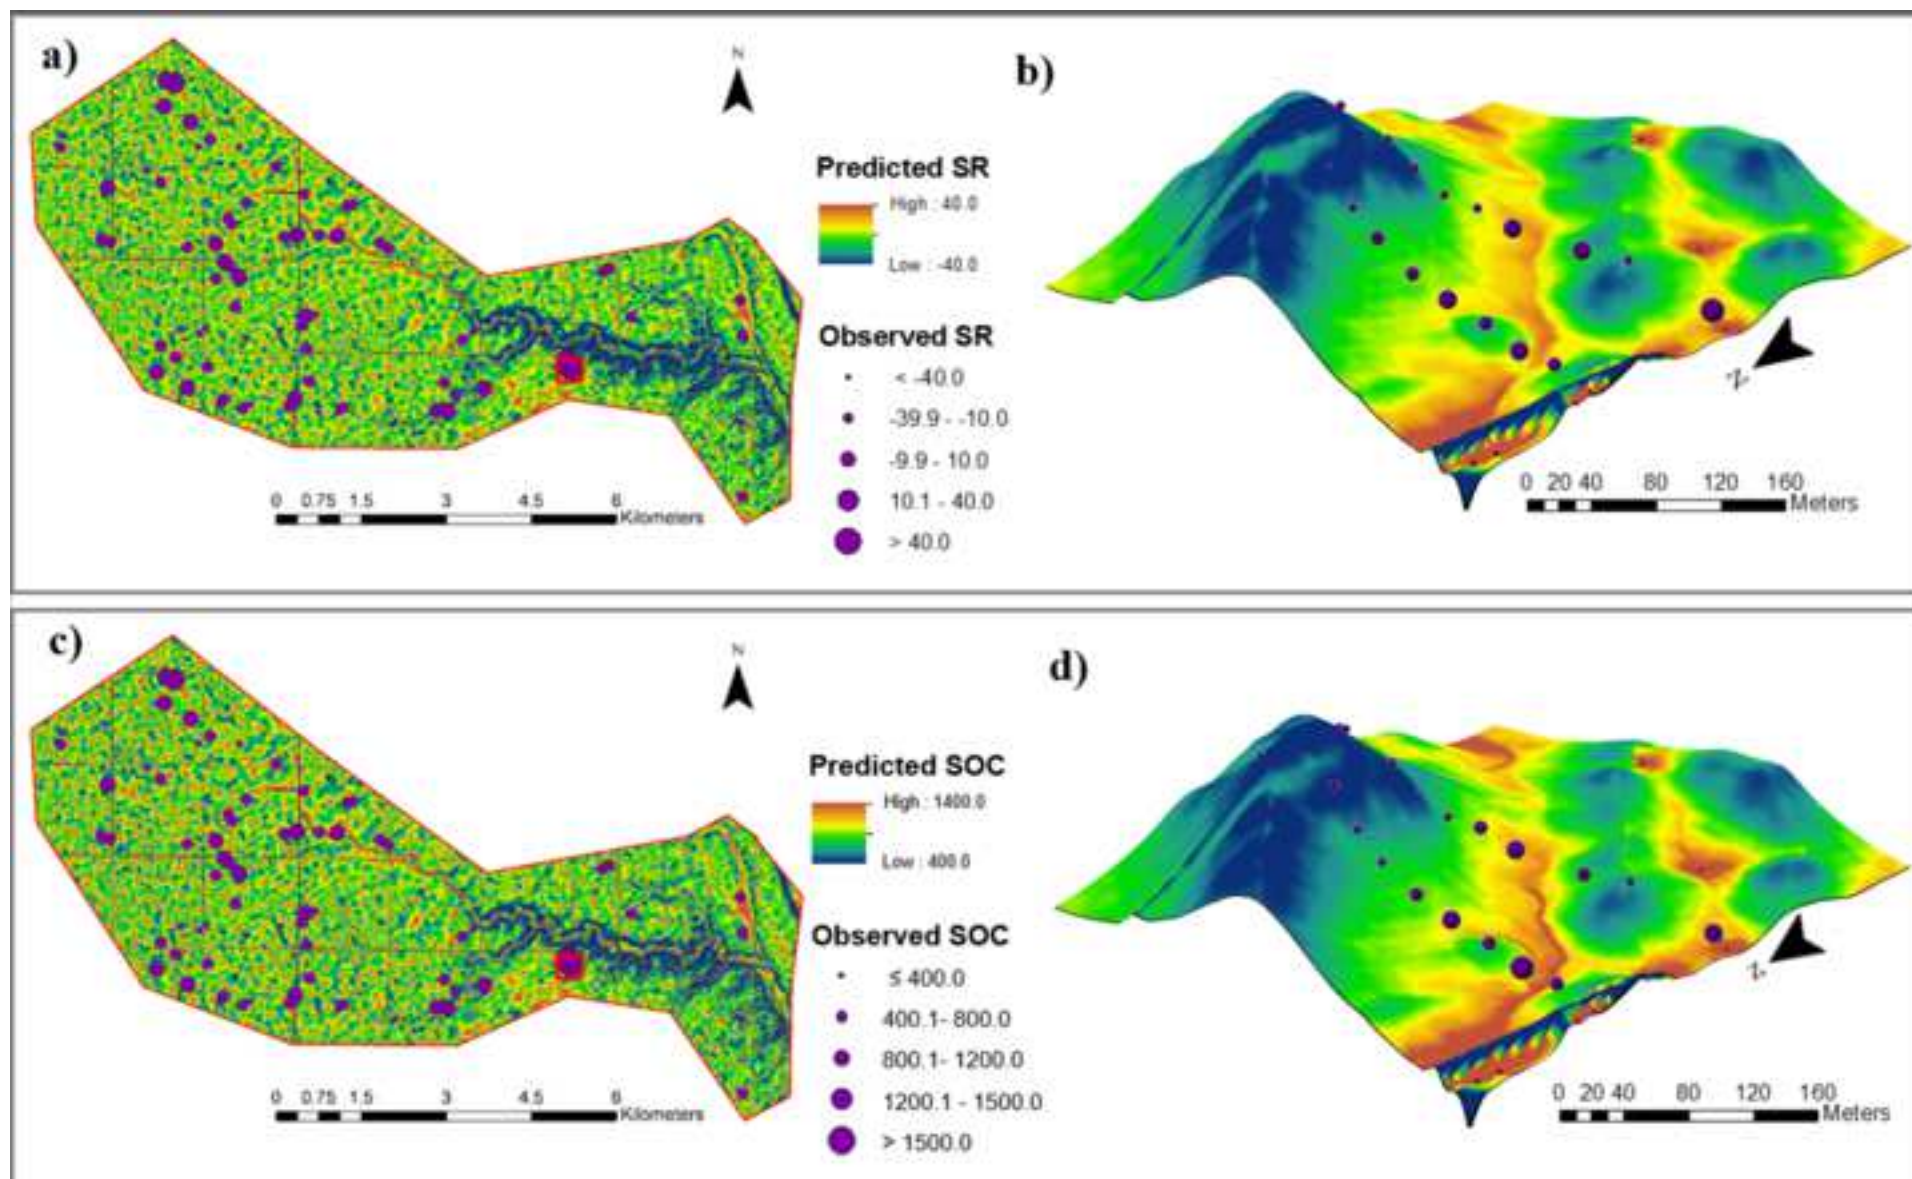 a)
N
Predicted SR
High : 40.0
Low : -40.0
Observed SR
< -40.0
-39.9 - -10.0
-9.9 - 10.0
10.1 - 40.0
> 40.0
0 0.75 1.5 3 4.5 6
Kilometers
b)
N
0 20 40 80 120 160
Meters
c)
N
Predicted SOC
High : 1400.0
Low : 400.0
Observed SOC
≤ 400.0
400.1- 800.0
800.1- 1200.0
1200.1 - 1500.0
> 1500.0
0 0.75 1.5 3 4.5 6
Kilometers
d)
N
0 20 40 80 120 160
Meters